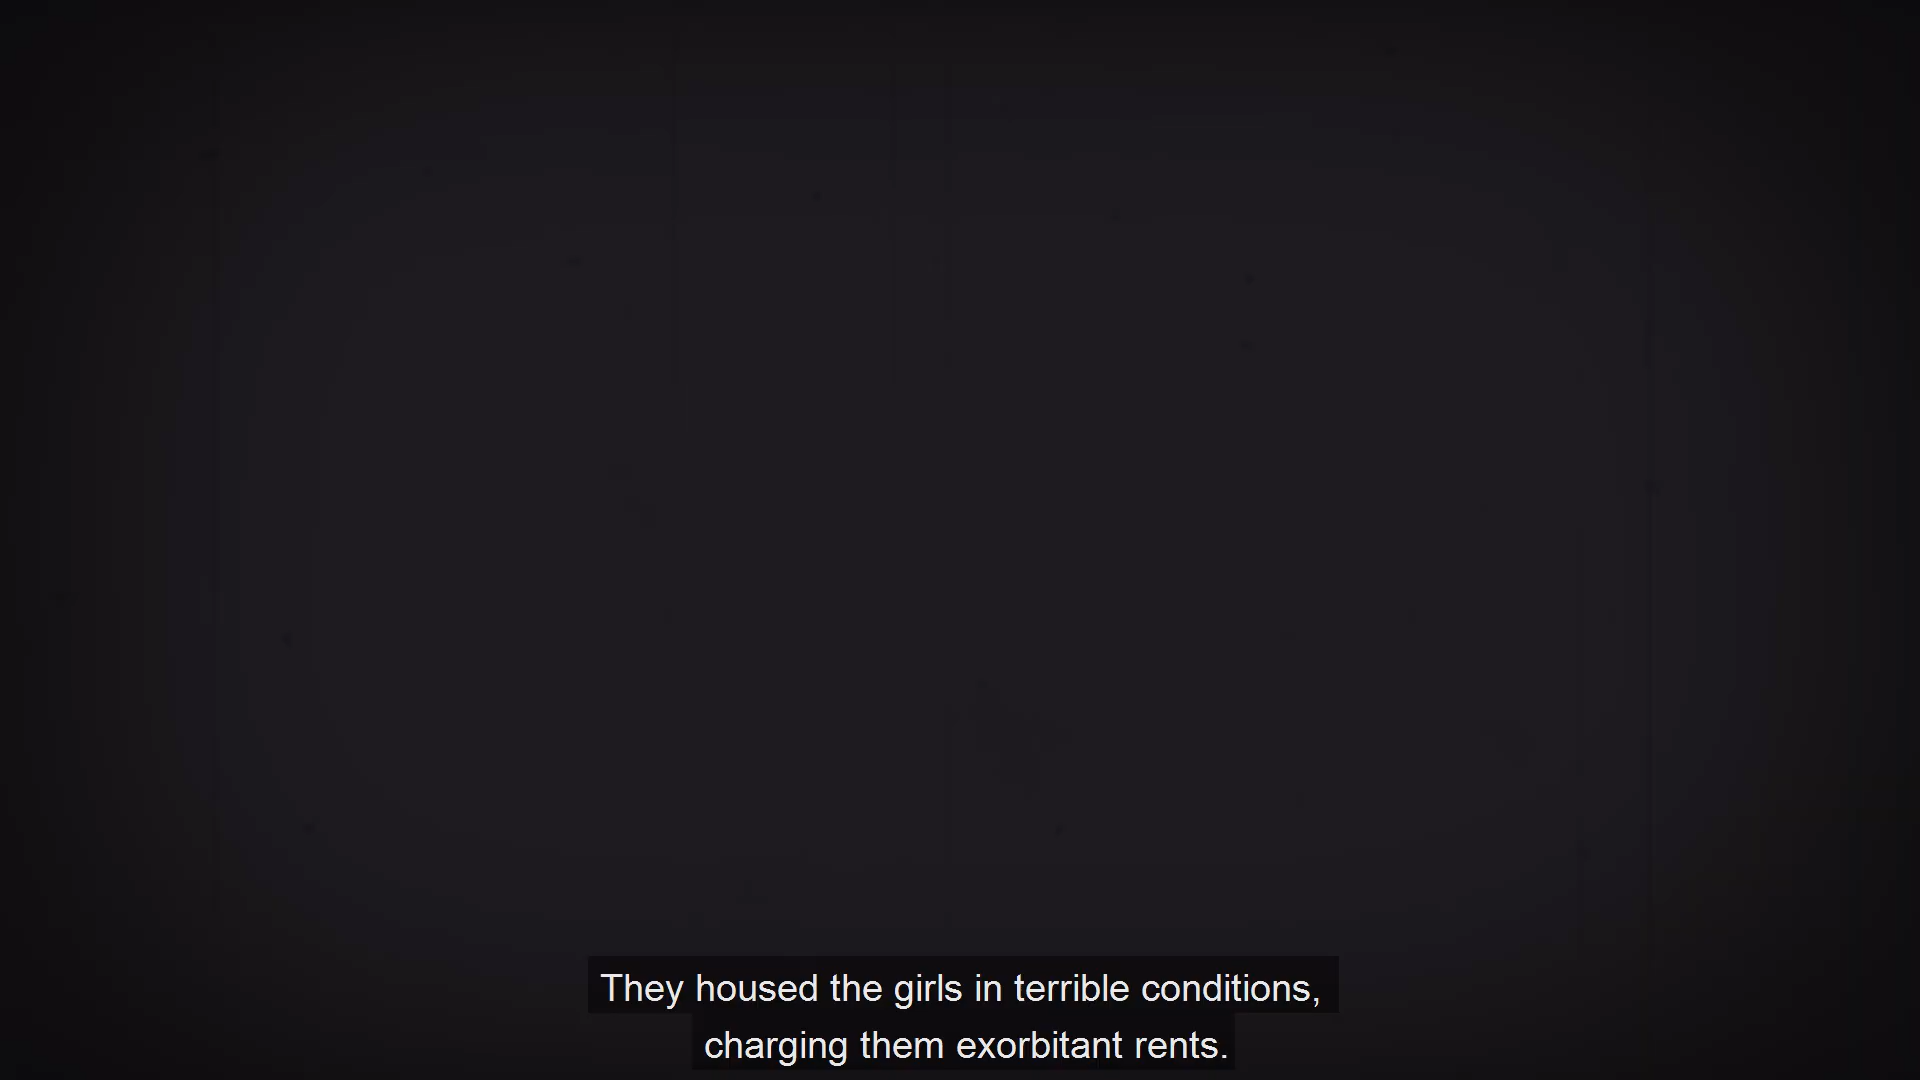 They housed the girls in terrible conditions,
charging them exorbitant rents.